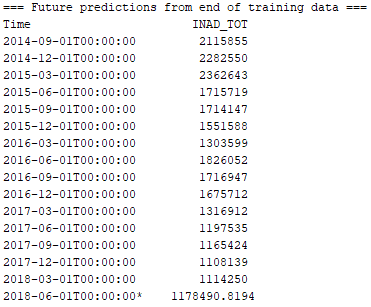 === Future predictions from end of training data ===
Time INAD_TOT
2014-09-01T00:00:00 2115855
2014-12-01T00:00:00 2282550
2015-03-01T00:00:00 2362643
2015-06-01T00:00:00 1715719
2015-09-01T00:00:00 1714147
2015-12-01T00:00:00 1551588
2016-03-01T00:00:00 1303599
2016-06-01T00:00:00 1826052
2016-09-01T00:00:00 1716947
2016-12-01T00:00:00 1675712
2017-03-01T00:00:00 1316912
2017-06-01T00:00:00 1197535
2017-09-01T00:00:00 1165424
2017-12-01T00:00:00 1108139
2018-03-01T00:00:00 1114250
2018-06-01T00:00:00* 1178490.8194